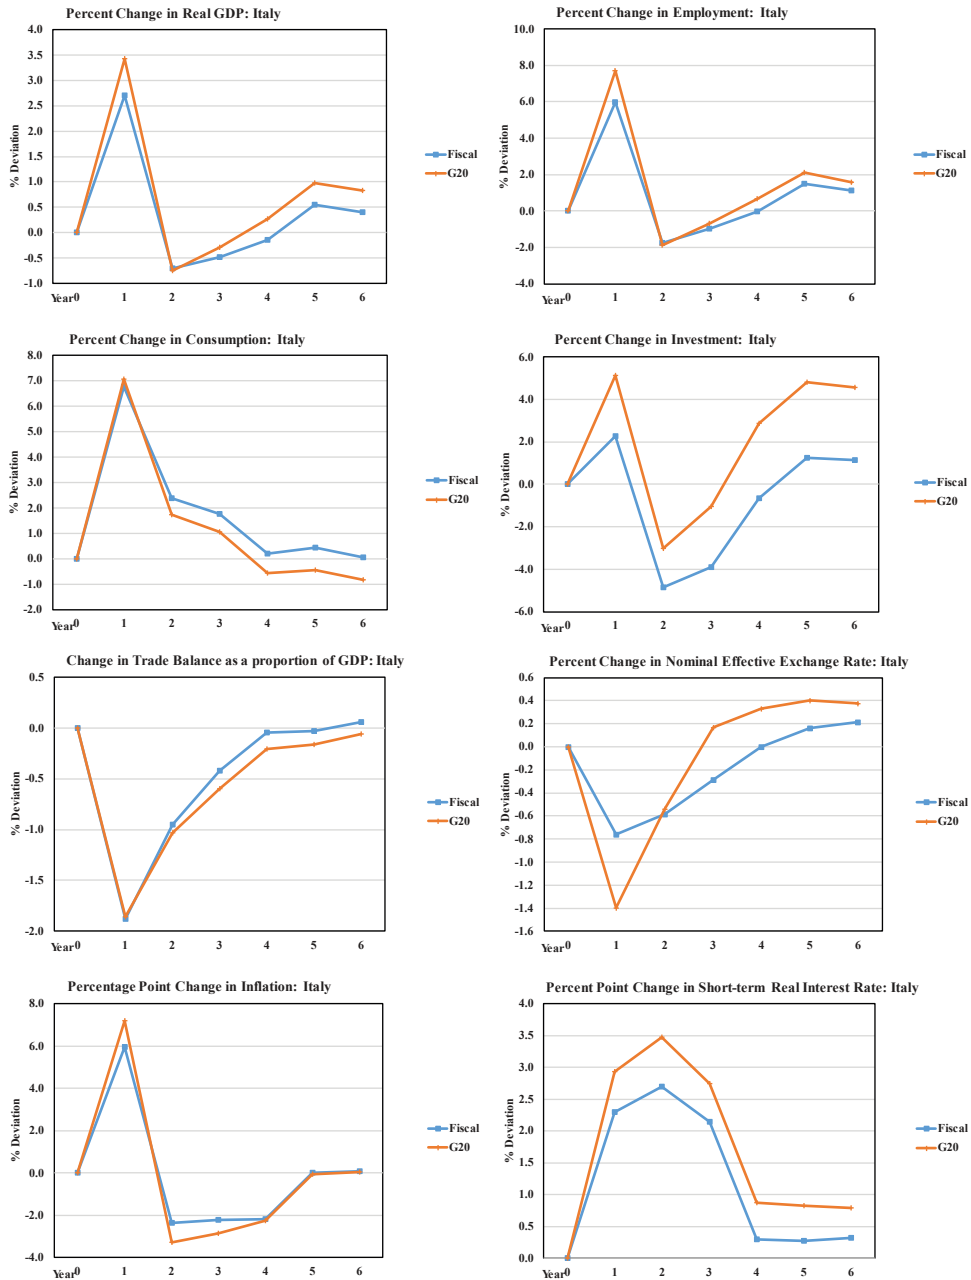 Percent Change in Real GDP: Italy
4.0
3.5
3.0
2.5
2.0
1.5
1.0
0.5
0.0
-0.5
-1.0
% Deviation
Year 0 1 2 3 4 5 6
Fiscal
G20
Percent Change in Employment: Italy
10.0
8.0
6.0
4.0
2.0
0.0
-2.0
-4.0
% Deviation
Year 0 1 2 3 4 5 6
Fiscal
G20
Percent Change in Consumption: Italy
8.0
7.0
6.0
5.0
4.0
3.0
2.0
1.0
0.0
-1.0
-2.0
% Deviation
Year 0 1 2 3 4 5 6
Fiscal
G20
Percent Change in Investment: Italy
6.0
4.0
2.0
0.0
-2.0
-4.0
-6.0
% Deviation
Year 0 1 2 3 4 5 6
Fiscal
G20
Change in Trade Balance as a proportion of GDP: Italy
0.5
0.0
-0.5
-1.0
-1.5
-2.0
% Deviation
Year 0 1 2 3 4 5 6
Fiscal
G20
Percent Change in Nominal Effective Exchange Rate: Italy
0.6
0.4
0.2
0.0
-0.2
-0.4
-0.6
-0.8
-1.0
-1.2
-1.4
-1.6
% Deviation
Year 0 1 2 3 4 5 6
Fiscal
G20
Percentage Point Change in Inflation: Italy
8.0
6.0
4.0
2.0
0.0
-2.0
-4.0
% Deviation
Year 0 1 2 3 4 5 6
Fiscal
G20
Percent Point Change in Short-term Real Interest Rate: Italy
4.0
3.5
3.0
2.5
2.0
1.5
1.0
0.5
0.0
% Deviation
Year 0 1 2 3 4 5 6
Fiscal
G20